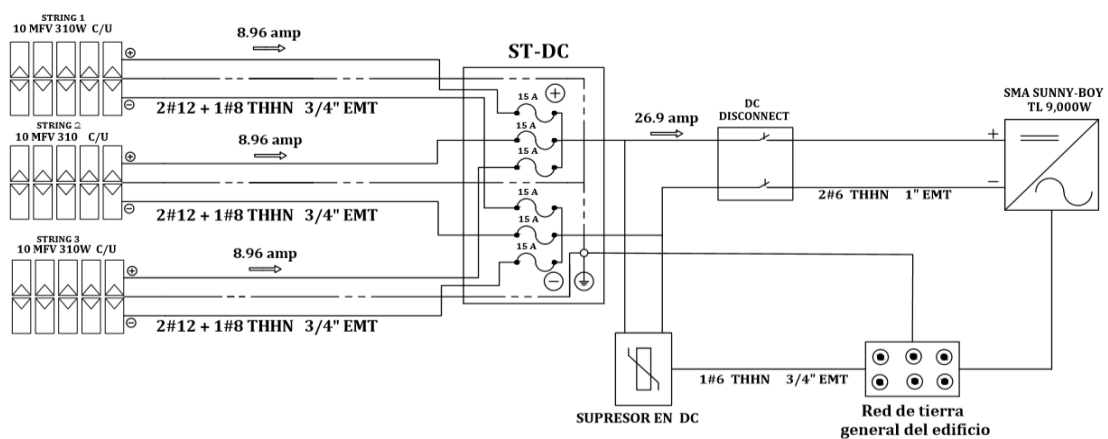 STRING 1
10 MFV 310W C/U
8.96 amp
2#12 + 1#8 THHN 3/4" EMT
STRING 2
10 MFV 310 C/U
8.96 amp
2#12 + 1#8 THHN 3/4" EMT
STRING 3
10 MFV 310W C/U
8.96 amp
2#12 + 1#8 THHN 3/4" EMT
ST-DC
15 A
15 A
15 A
15 A
15 A
15 A
26.9 amp
DC
DISCONNECT
2#6 THHN 1" EMT
SMA SUNNY-BOY
TL 9,000W
SUPRESOR EN DC
1#6 THHN 3/4" EMT
Red de tierra
general del edificio